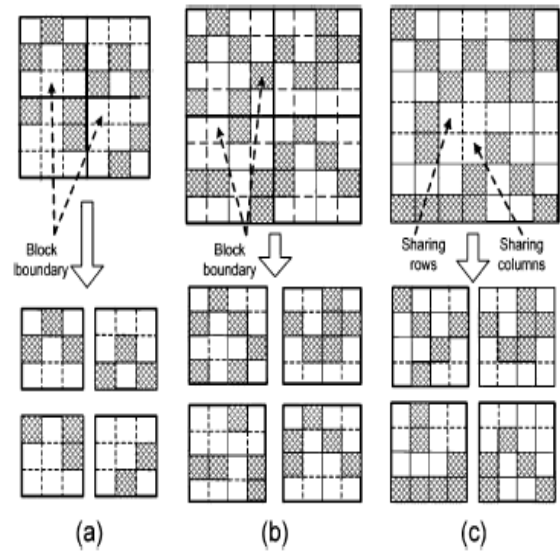 Block
boundary
Block
boundary
Sharing
rows
Sharing
columns
(a)
(b)
(c)